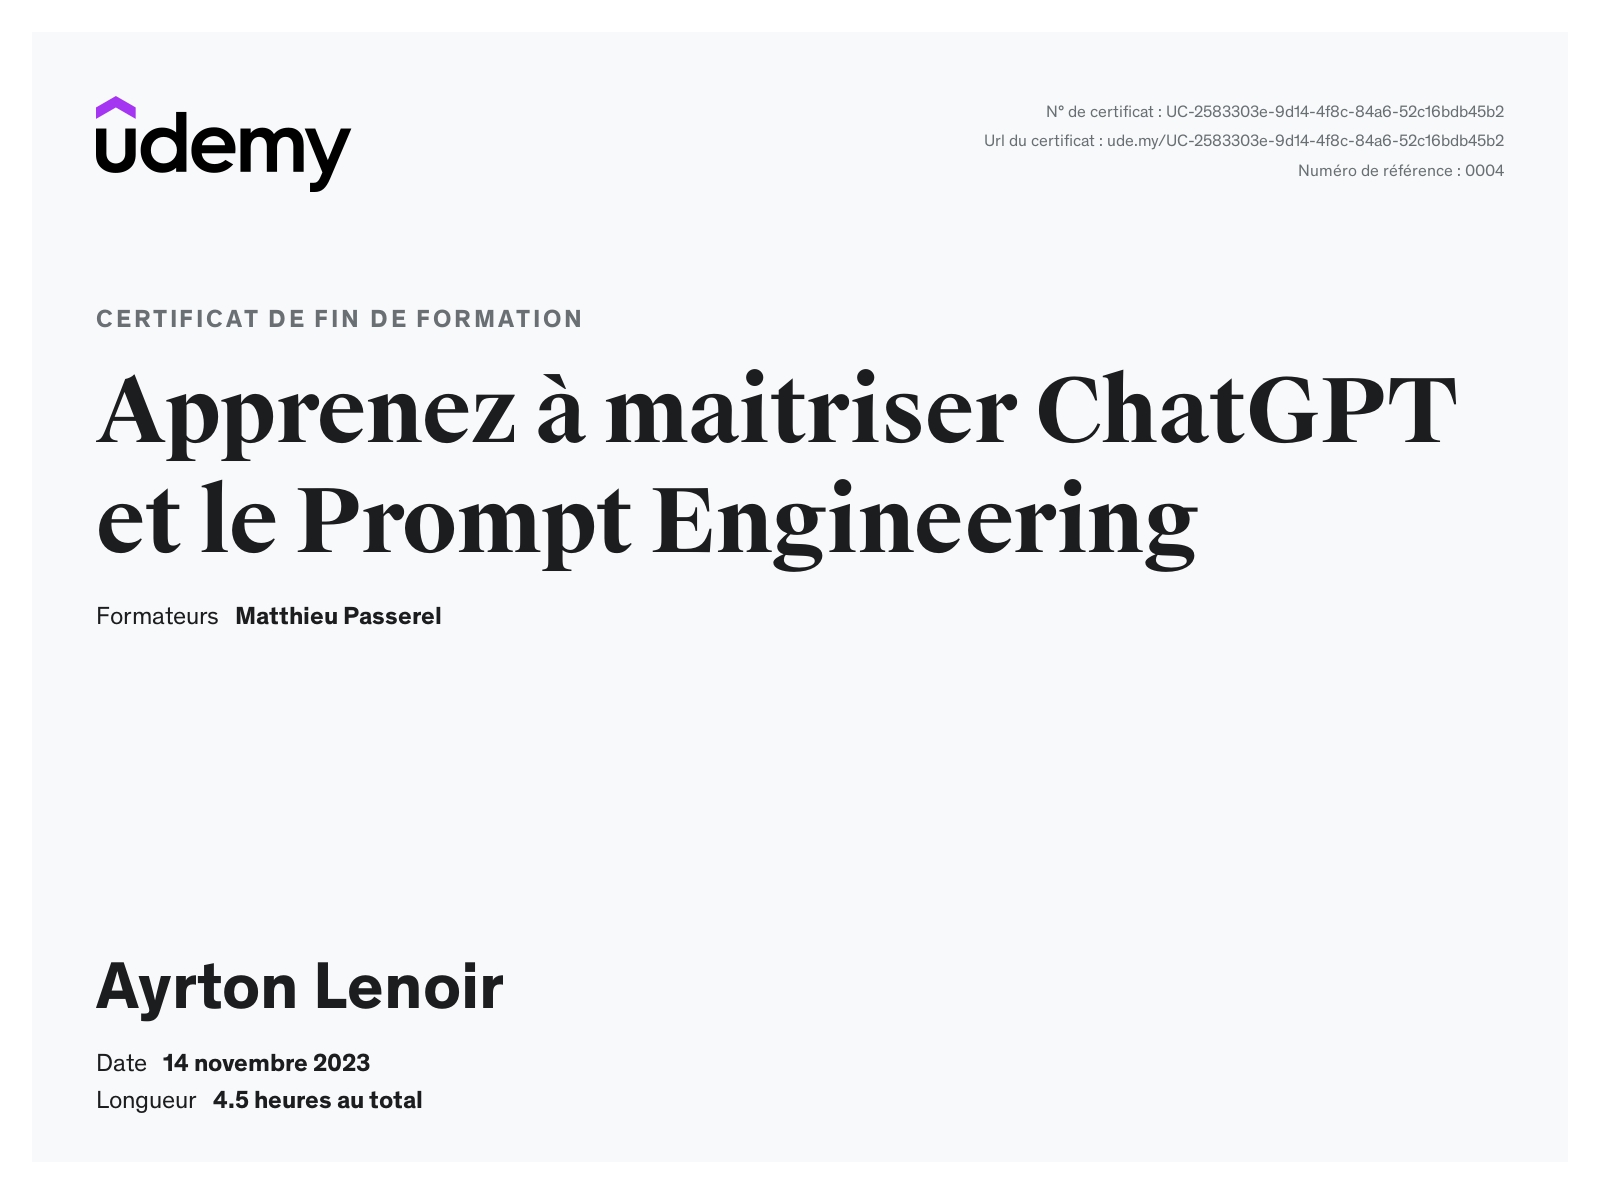 udemy
N° de certificat : UC-2583303e-9d14-4f8c-84a6-52c16bdb45b2
Url du certificat : ude.my/UC-2583303e-9d14-4f8c-84a6-52c16bdb45b2
Numéro de référence : 0004
CERTIFICAT DE FIN DE FORMATION
Apprenez à maitriser ChatGPT
et le Prompt Engineering
Formateurs Matthieu Passerel
Ayrton Lenoir
Date 14 novembre 2023
Longueur 4.5 heures au total